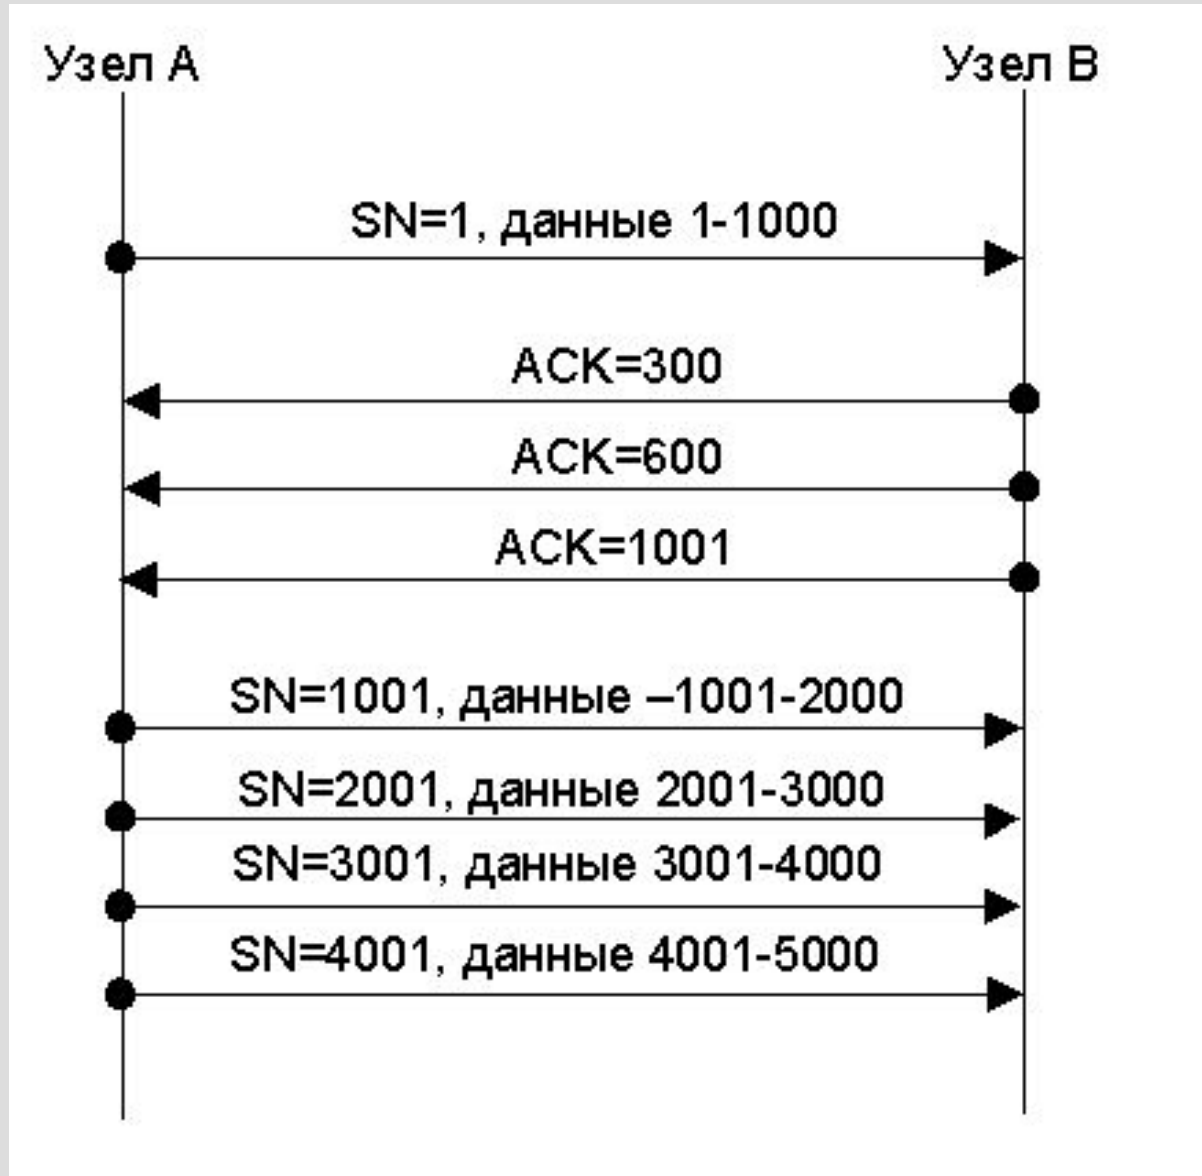 Узел A
Узел B
SN=1, данные 1-1000
ACK=300
ACK=600
ACK=1001
SN=1001, данные –1001-2000
SN=2001, данные 2001-3000
SN=3001, данные 3001-4000
SN=4001, данные 4001-5000